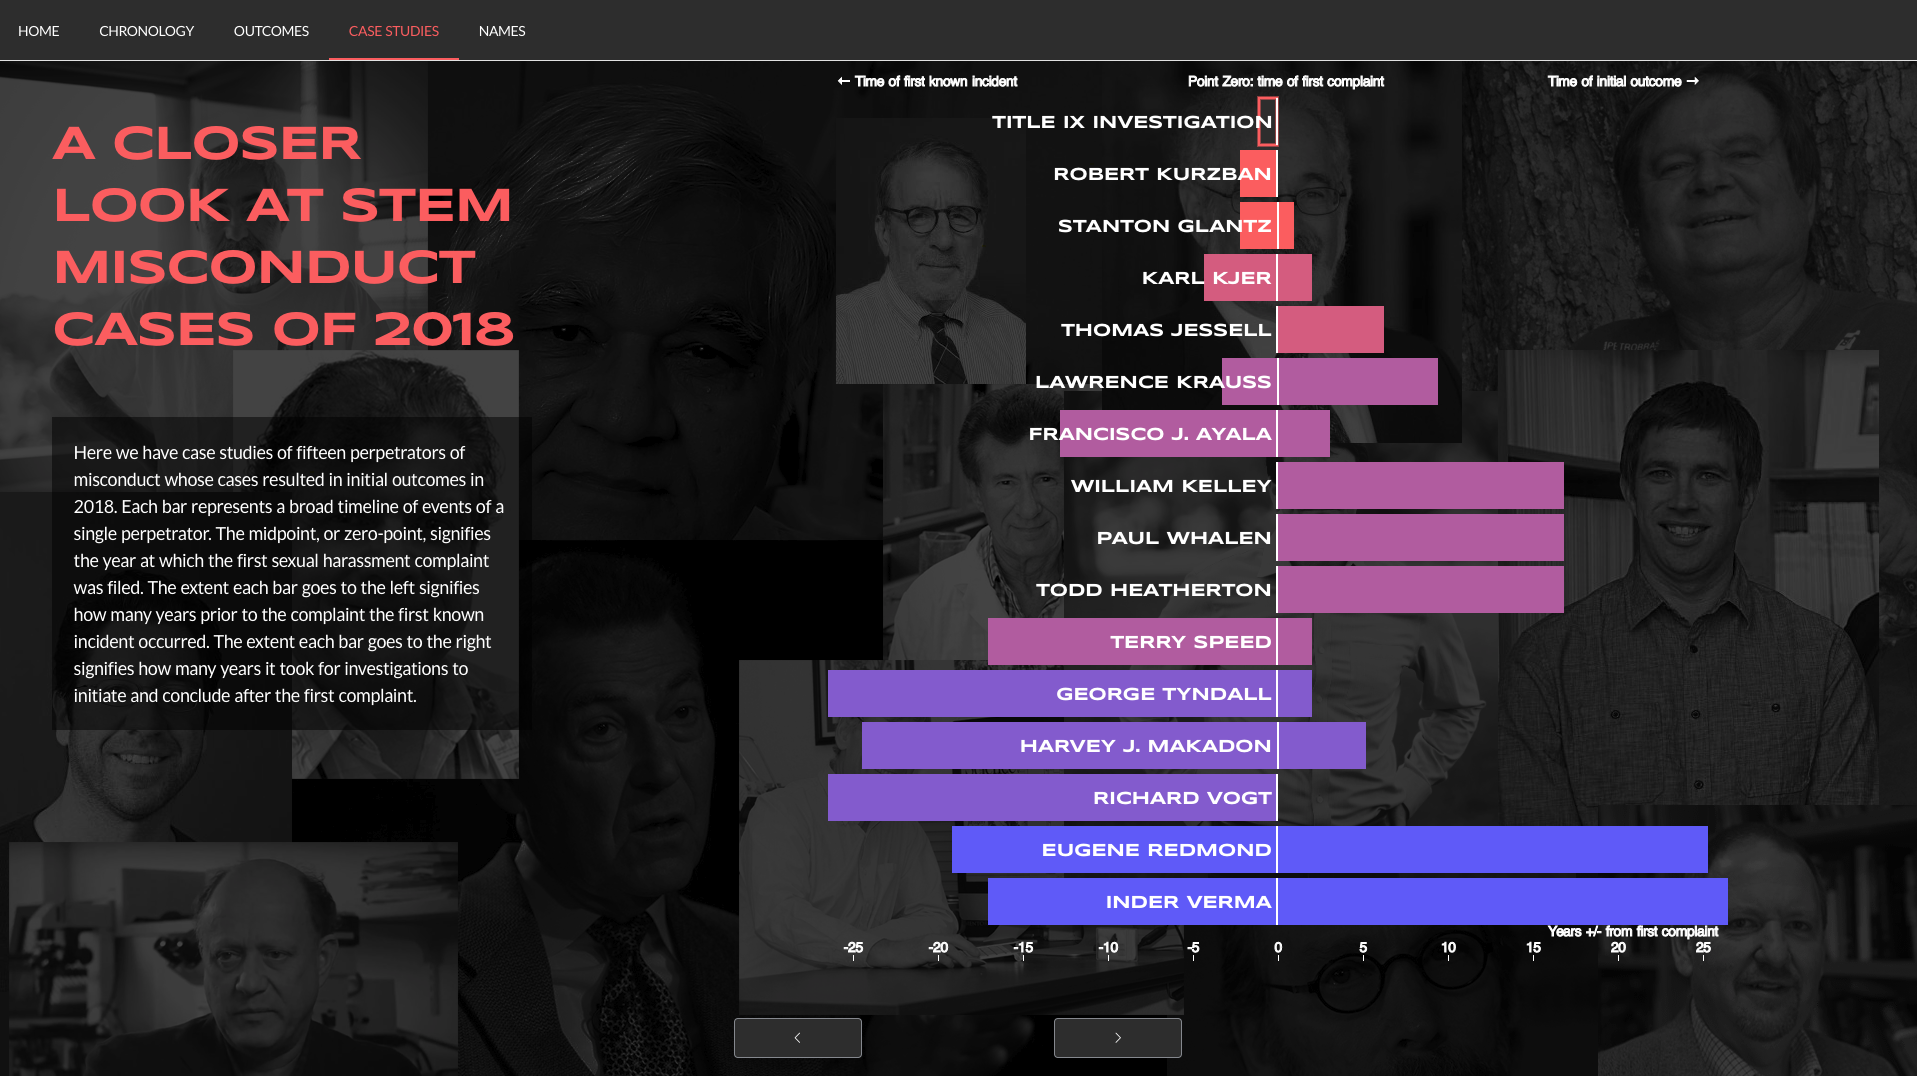 HOME
CHRONOLOGY
OUTCOMES
CASE STUDIES
NAMES
A CLOSER
LOOK AT STEM
MISCONDUCT
CASES OF 2018
Here we have case studies of fifteen perpetrators of
misconduct whose cases resulted in initial outcomes in
2018. Each bar represents a broad timeline of events of a
single perpetrator. The midpoint, or zero-point, signifies
the year at which the first sexual harassment complaint
was filed. The extent each bar goes to the left signifies
how many years prior to the complaint the first known
incident occurred. The extent each bar goes to the right
signifies how many years it took for investigations to
initiate and conclude after the first complaint.
← Time of first known incident
Point Zero: time of first complaint
Time of initial outcome →
TITLE IX INVESTIGATION
ROBERT KURZBAN
STANTON GLANTZ
KARL KJER
THOMAS JESSELL
LAWRENCE KRAUSS
FRANCISCO J. AYALA
WILLIAM KELLEY
PAUL WHALEN
TODD HEATHERTON
TERRY SPEED
GEORGE TYNDALL
HARVEY J. MAKADON
RICHARD VOGT
EUGENE REDMOND
INDER VERMA
Years +/- from first complaint
-25
-20
-15
-10
-5
0
5
10
15
20
25